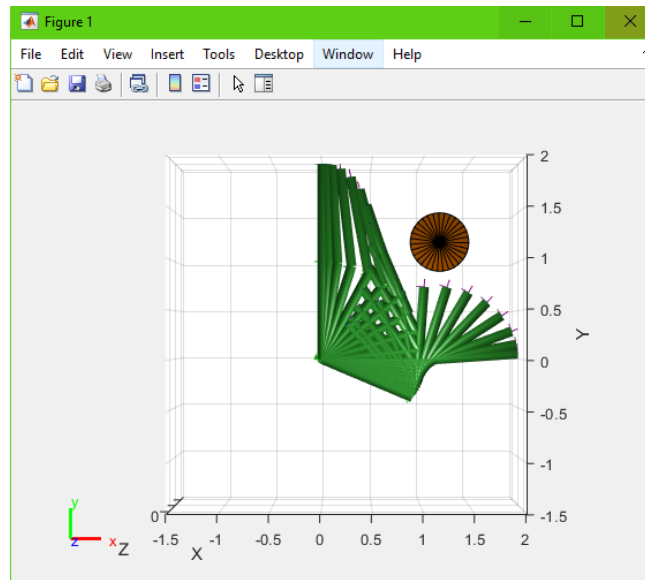 Figure 1
File Edit View Insert Tools Desktop Window Help
2
1.5
1
0.5
0
-0.5
-1
-1.5
Y
0
Z
-1.5 -1 -0.5 0 0.5 1 1.5 2
X
y
z x